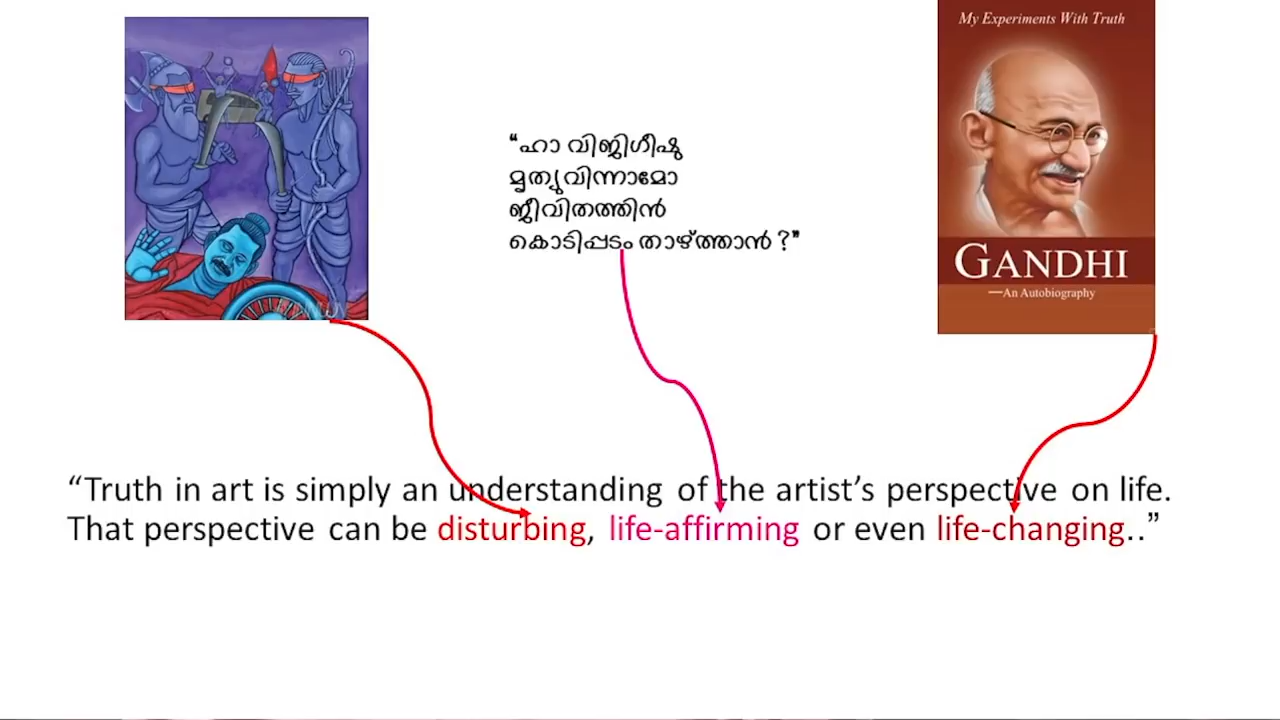 My Experiments With Truth
“ഹാ വിജിഗീഷു
മൃത്യുവിന്നാമോ
ജീവിതത്തിൻ
കൊടിപ്പടം താഴ്ത്താൻ ?”
GANDHI
—An Autobiography
“Truth in art is simply an understanding of the artist’s perspective on life.
That perspective can be disturbing, life-affirming or even life-changing..”